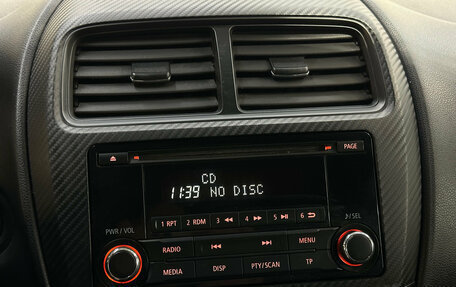 PAGE
CD
11:39 NO DISC
1 RPT 2 RDM 3 4 5 6
PWR / VOL
♪ / SEL
RADIO MENU
MEDIA DISP PTY/SCAN TP